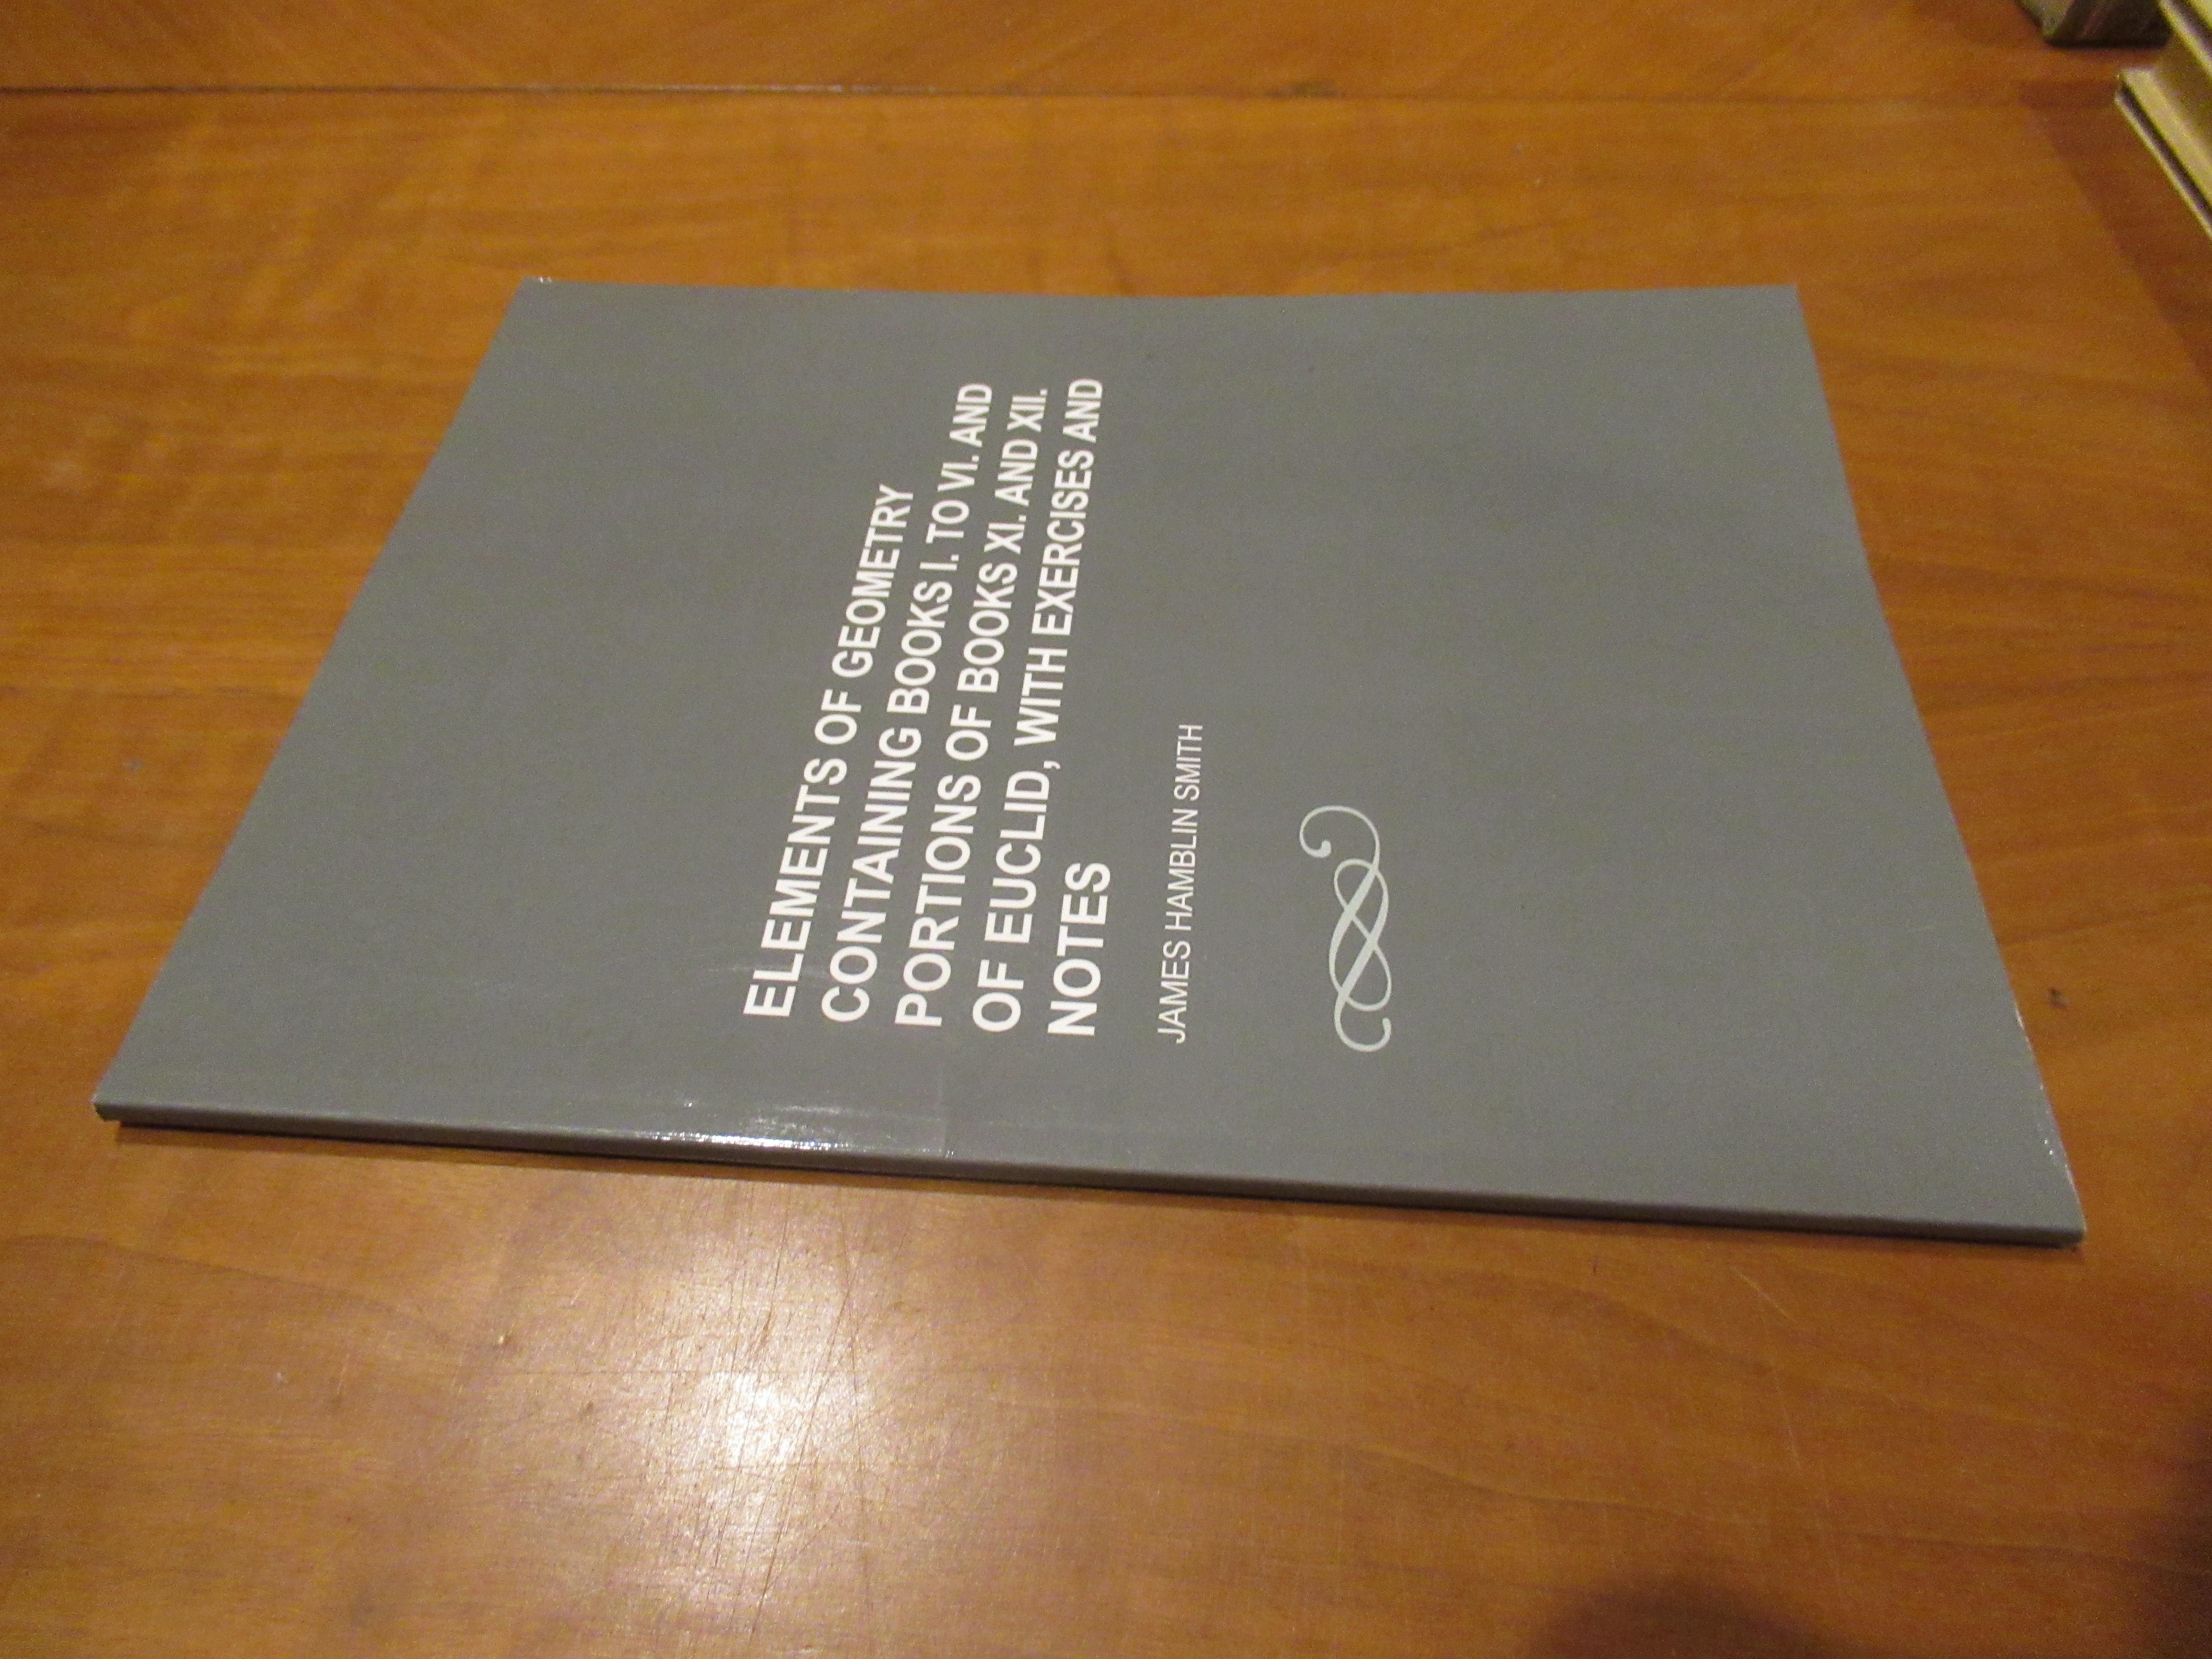 ELEMENTS OF GEOMETRY
CONTAINING BOOKS I. TO VI. AND
PORTIONS OF BOOKS XI. AND XII.
OF EUCLID, WITH EXERCISES AND
NOTES
JAMES HAMBLIN SMITH